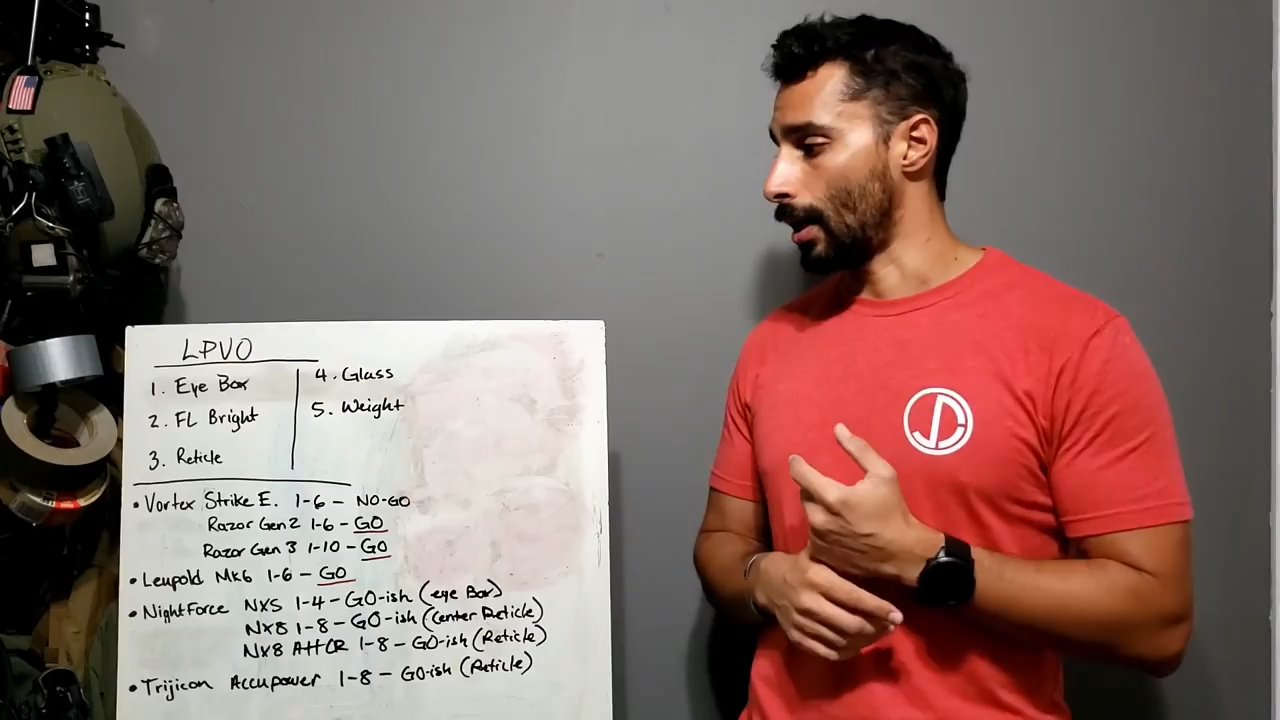 LPVO
1. Eye Box
2. FL Bright
3. Reticle
4. Glass
5. Weight
• Vortex Strike E. 1-6 – NO-GO
Razor Gen 2 1-6 – GO
Razor Gen 3 1-10 – GO
• Leupold MK6 1-6 – GO
• NightForce NXS 1-4 – GO-ish (eye Box)
NX8 1-8 – GO-ish (center Reticle)
NX8 ATTCR 1-8 – GO-ish (Reticle)
• Trijicon Accupower 1-8 – GO-ish (Reticle)